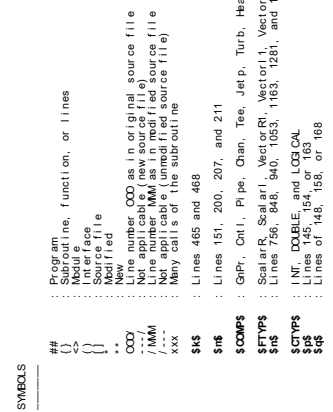 SYMBOLS
## : Program
{} : Subroutine, function, or lines
<> : Module
() : Interface
[] : Source file
* : Modified
** : New
OOO/ : Line number OOO as in original source file
---/ : Not applicable (new source file)
/MMM : Line number MMM as in modified source file
/--- : Not applicable (unmodified source file)
xxx : Many calls of the subroutine
$k$ : Lines 465 and 468
$n$ : Lines 151, 200, 207, and 211
$COMP$ : GnPr, Cntl, Pipe, Chan, Tee, Jetp, Turb,
$FTYP$ : ScalarR, ScalarI, VectorR1, VectorI1,
$n$ : Lines 756, 848, 940, 1053, 1163, 1281, and
$CTYP$ : INT, DOUBLE, and LOGICAL
$p$ : Lines 145, 154, or 163
$q$ : Lines of 148, 158, or 168